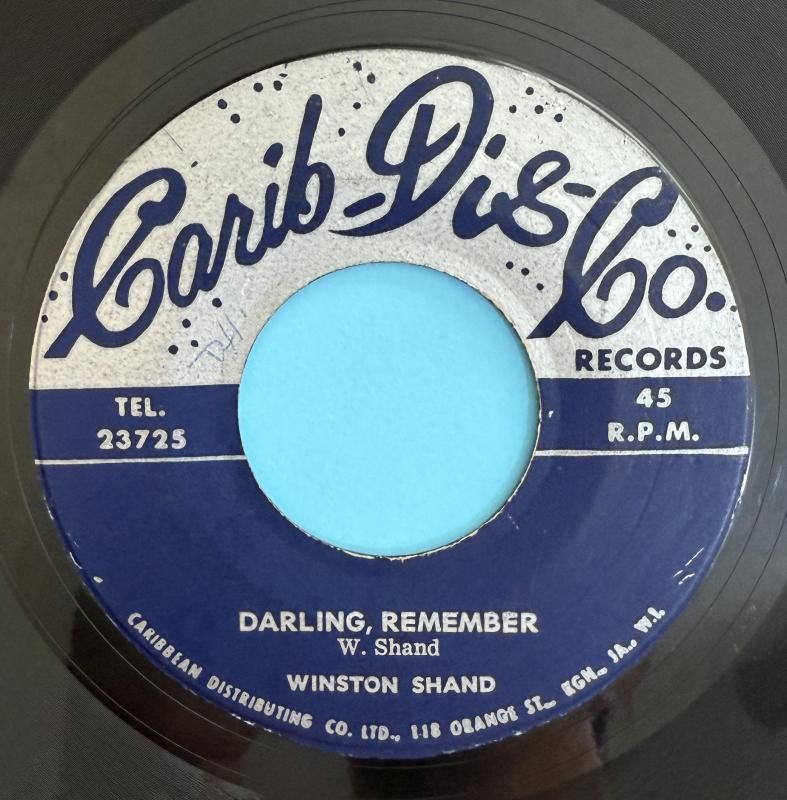 Carib-Dis-Co.
RECORDS
TEL.
23725
45
R.P.M.
DARLING, REMEMBER
W. Shand
WINSTON SHAND
CARIBBEAN DISTRIBUTING CO. LTD., 118 ORANGE ST., KGN., JA., W.I.